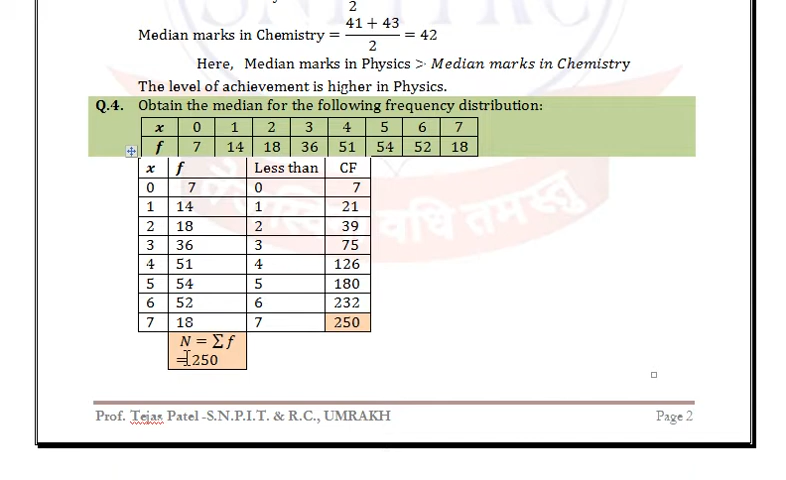 2
Median marks in Chemistry = 41 + 43 / 2 = 42
Here, Median marks in Physics > Median marks in Chemistry
The level of achievement is higher in Physics.
Q.4. Obtain the median for the following frequency distribution:
x 0 1 2 3 4 5 6 7
f 7 14 18 36 51 54 52 18
x f Less than CF
0 7 0 7
1 14 1 21
2 18 2 39
3 36 3 75
4 51 4 126
5 54 5 180
6 52 6 232
7 18 7 250
N = ∑ f
= 250
Prof. Tejas Patel -S.N.P.I.T. & R.C., UMRAKH Page 2